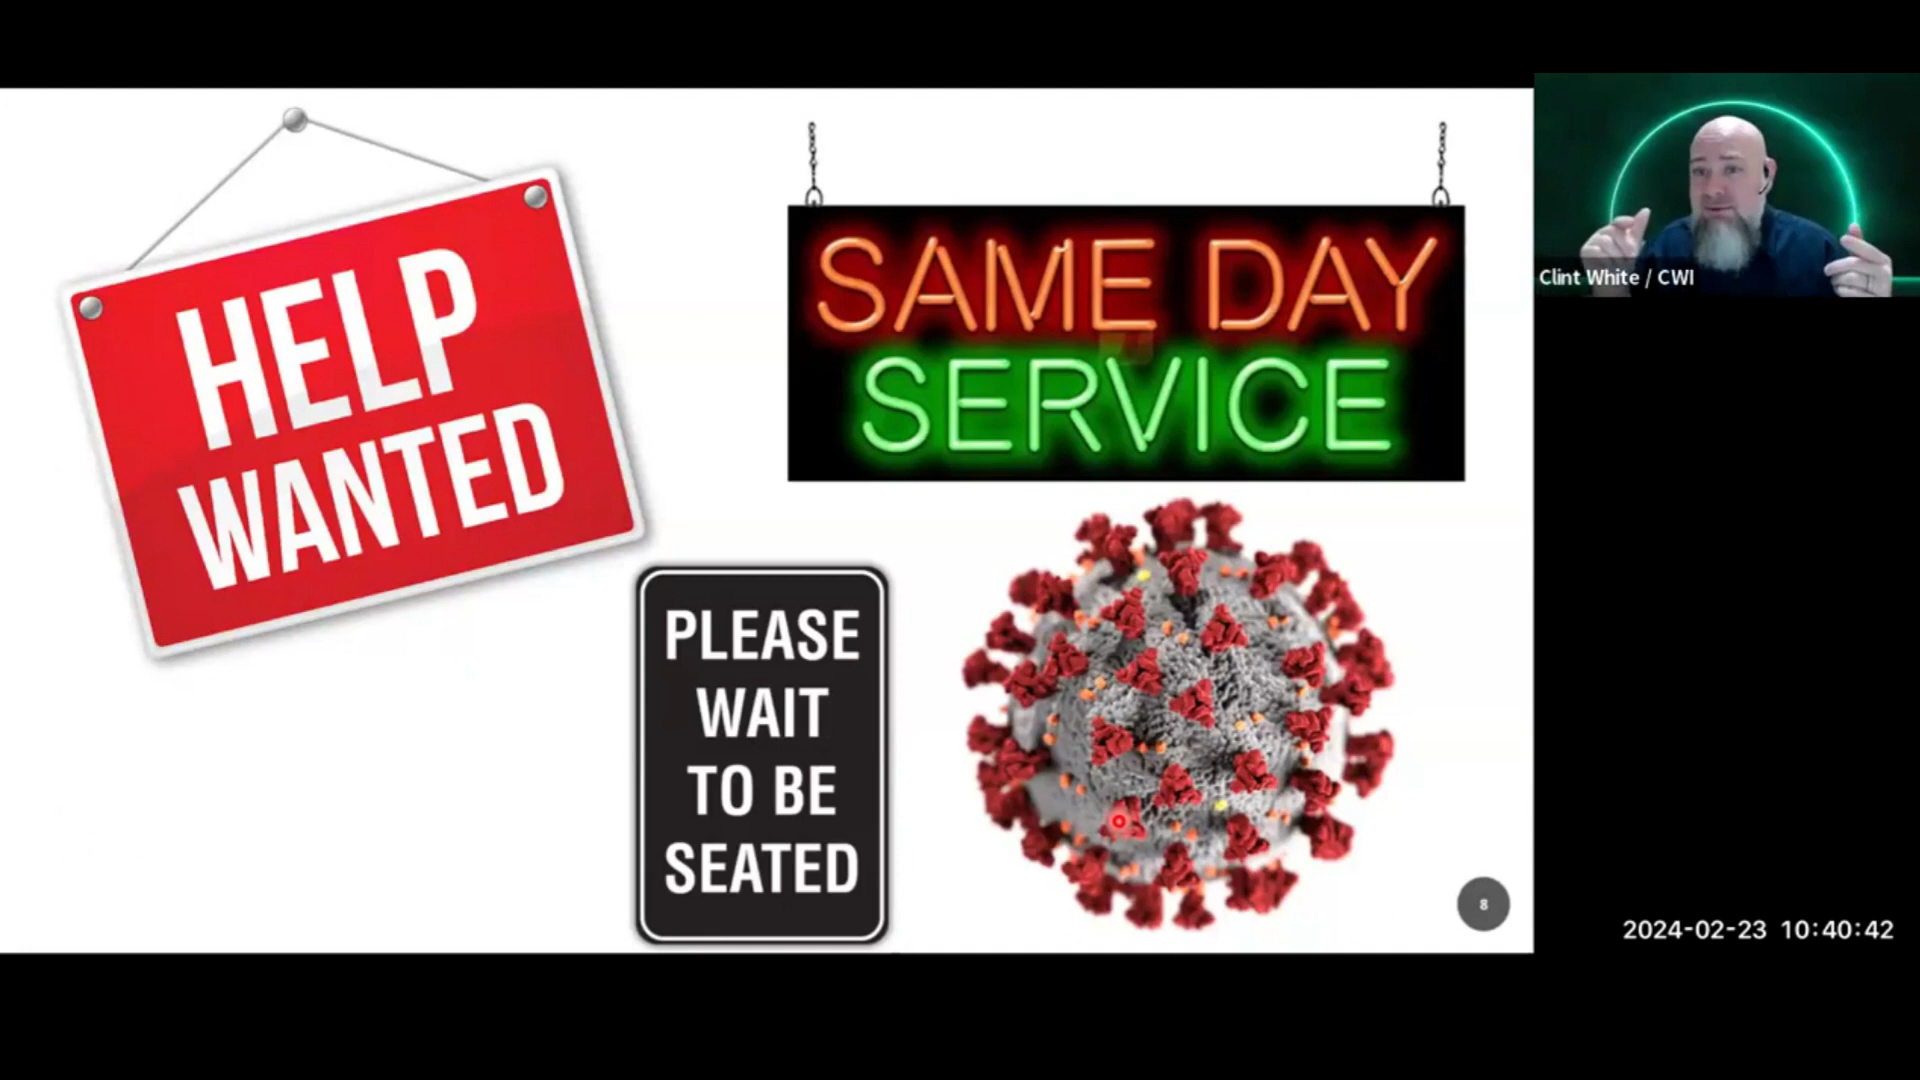 HELP
WANTED
SAME DAY
SERVICE
PLEASE
WAIT
TO BE
SEATED
8
Clint White / CWI
2024-02-23 10:40:42